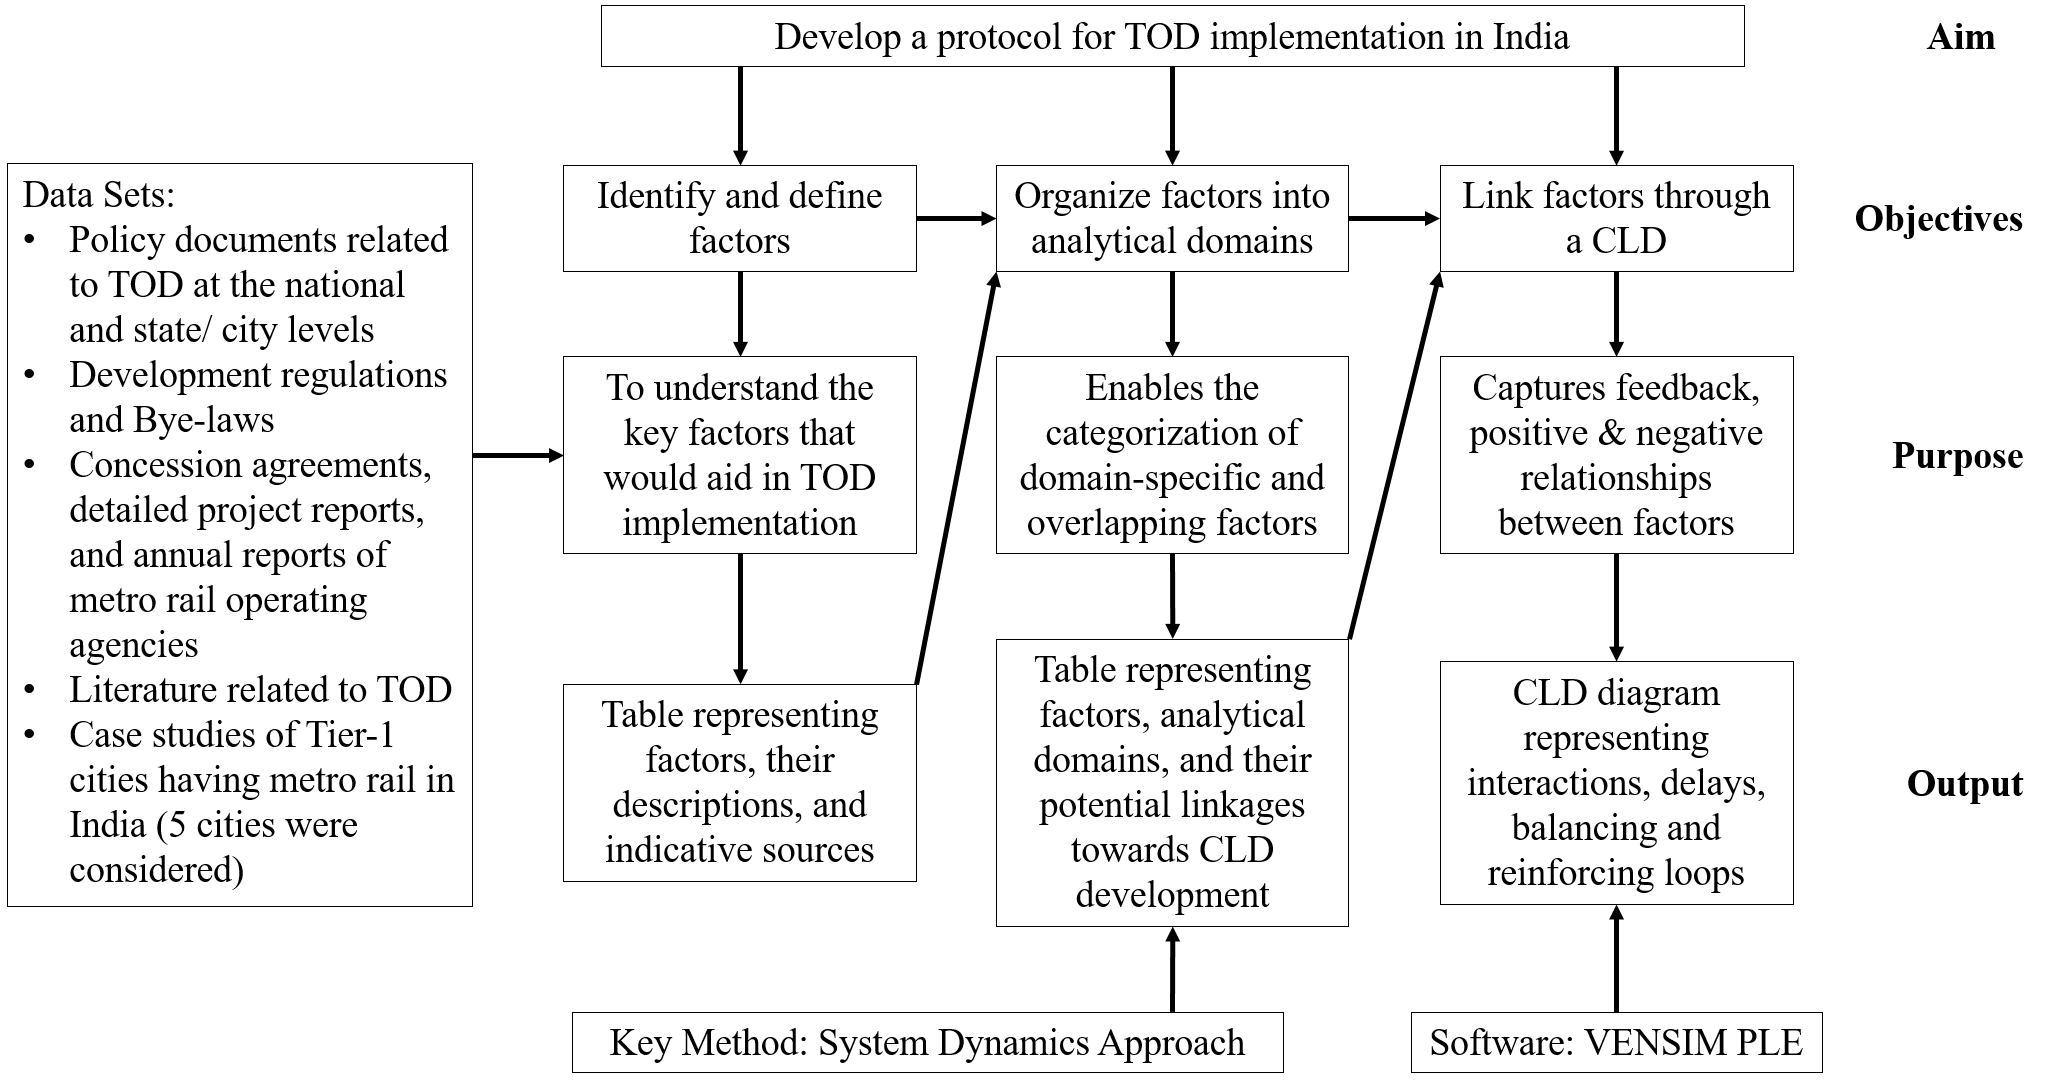 Develop a protocol for TOD implementation in India
Aim
Data Sets:
• Policy documents related
to TOD at the national
and state/ city levels
• Development regulations
and Bye-laws
• Concession agreements,
detailed project reports,
and annual reports of
metro rail operating
agencies
• Literature related to TOD
• Case studies of Tier-1
cities having metro rail in
India (5 cities were
considered)
Identify and define
factors
Organize factors into
analytical domains
Link factors through
a CLD
Objectives
To understand the
key factors that
would aid in TOD
implementation
Enables the
categorization of
domain-specific and
overlapping factors
Captures feedback,
positive & negative
relationships
between factors
Purpose
Table representing
factors, their
descriptions, and
indicative sources
Table representing
factors, analytical
domains, and their
potential linkages
towards CLD
development
CLD diagram
representing
interactions, delays,
balancing and
reinforcing loops
Output
Key Method: System Dynamics Approach
Software: VENSIM PLE